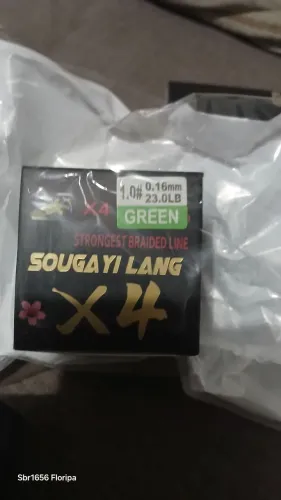 1.0# 0.16mm
23.0LB
X4
GREEN
STRONGEST BRAIDED LINE
SOUGAYI LANG
X4
Sbr1656 Floripa